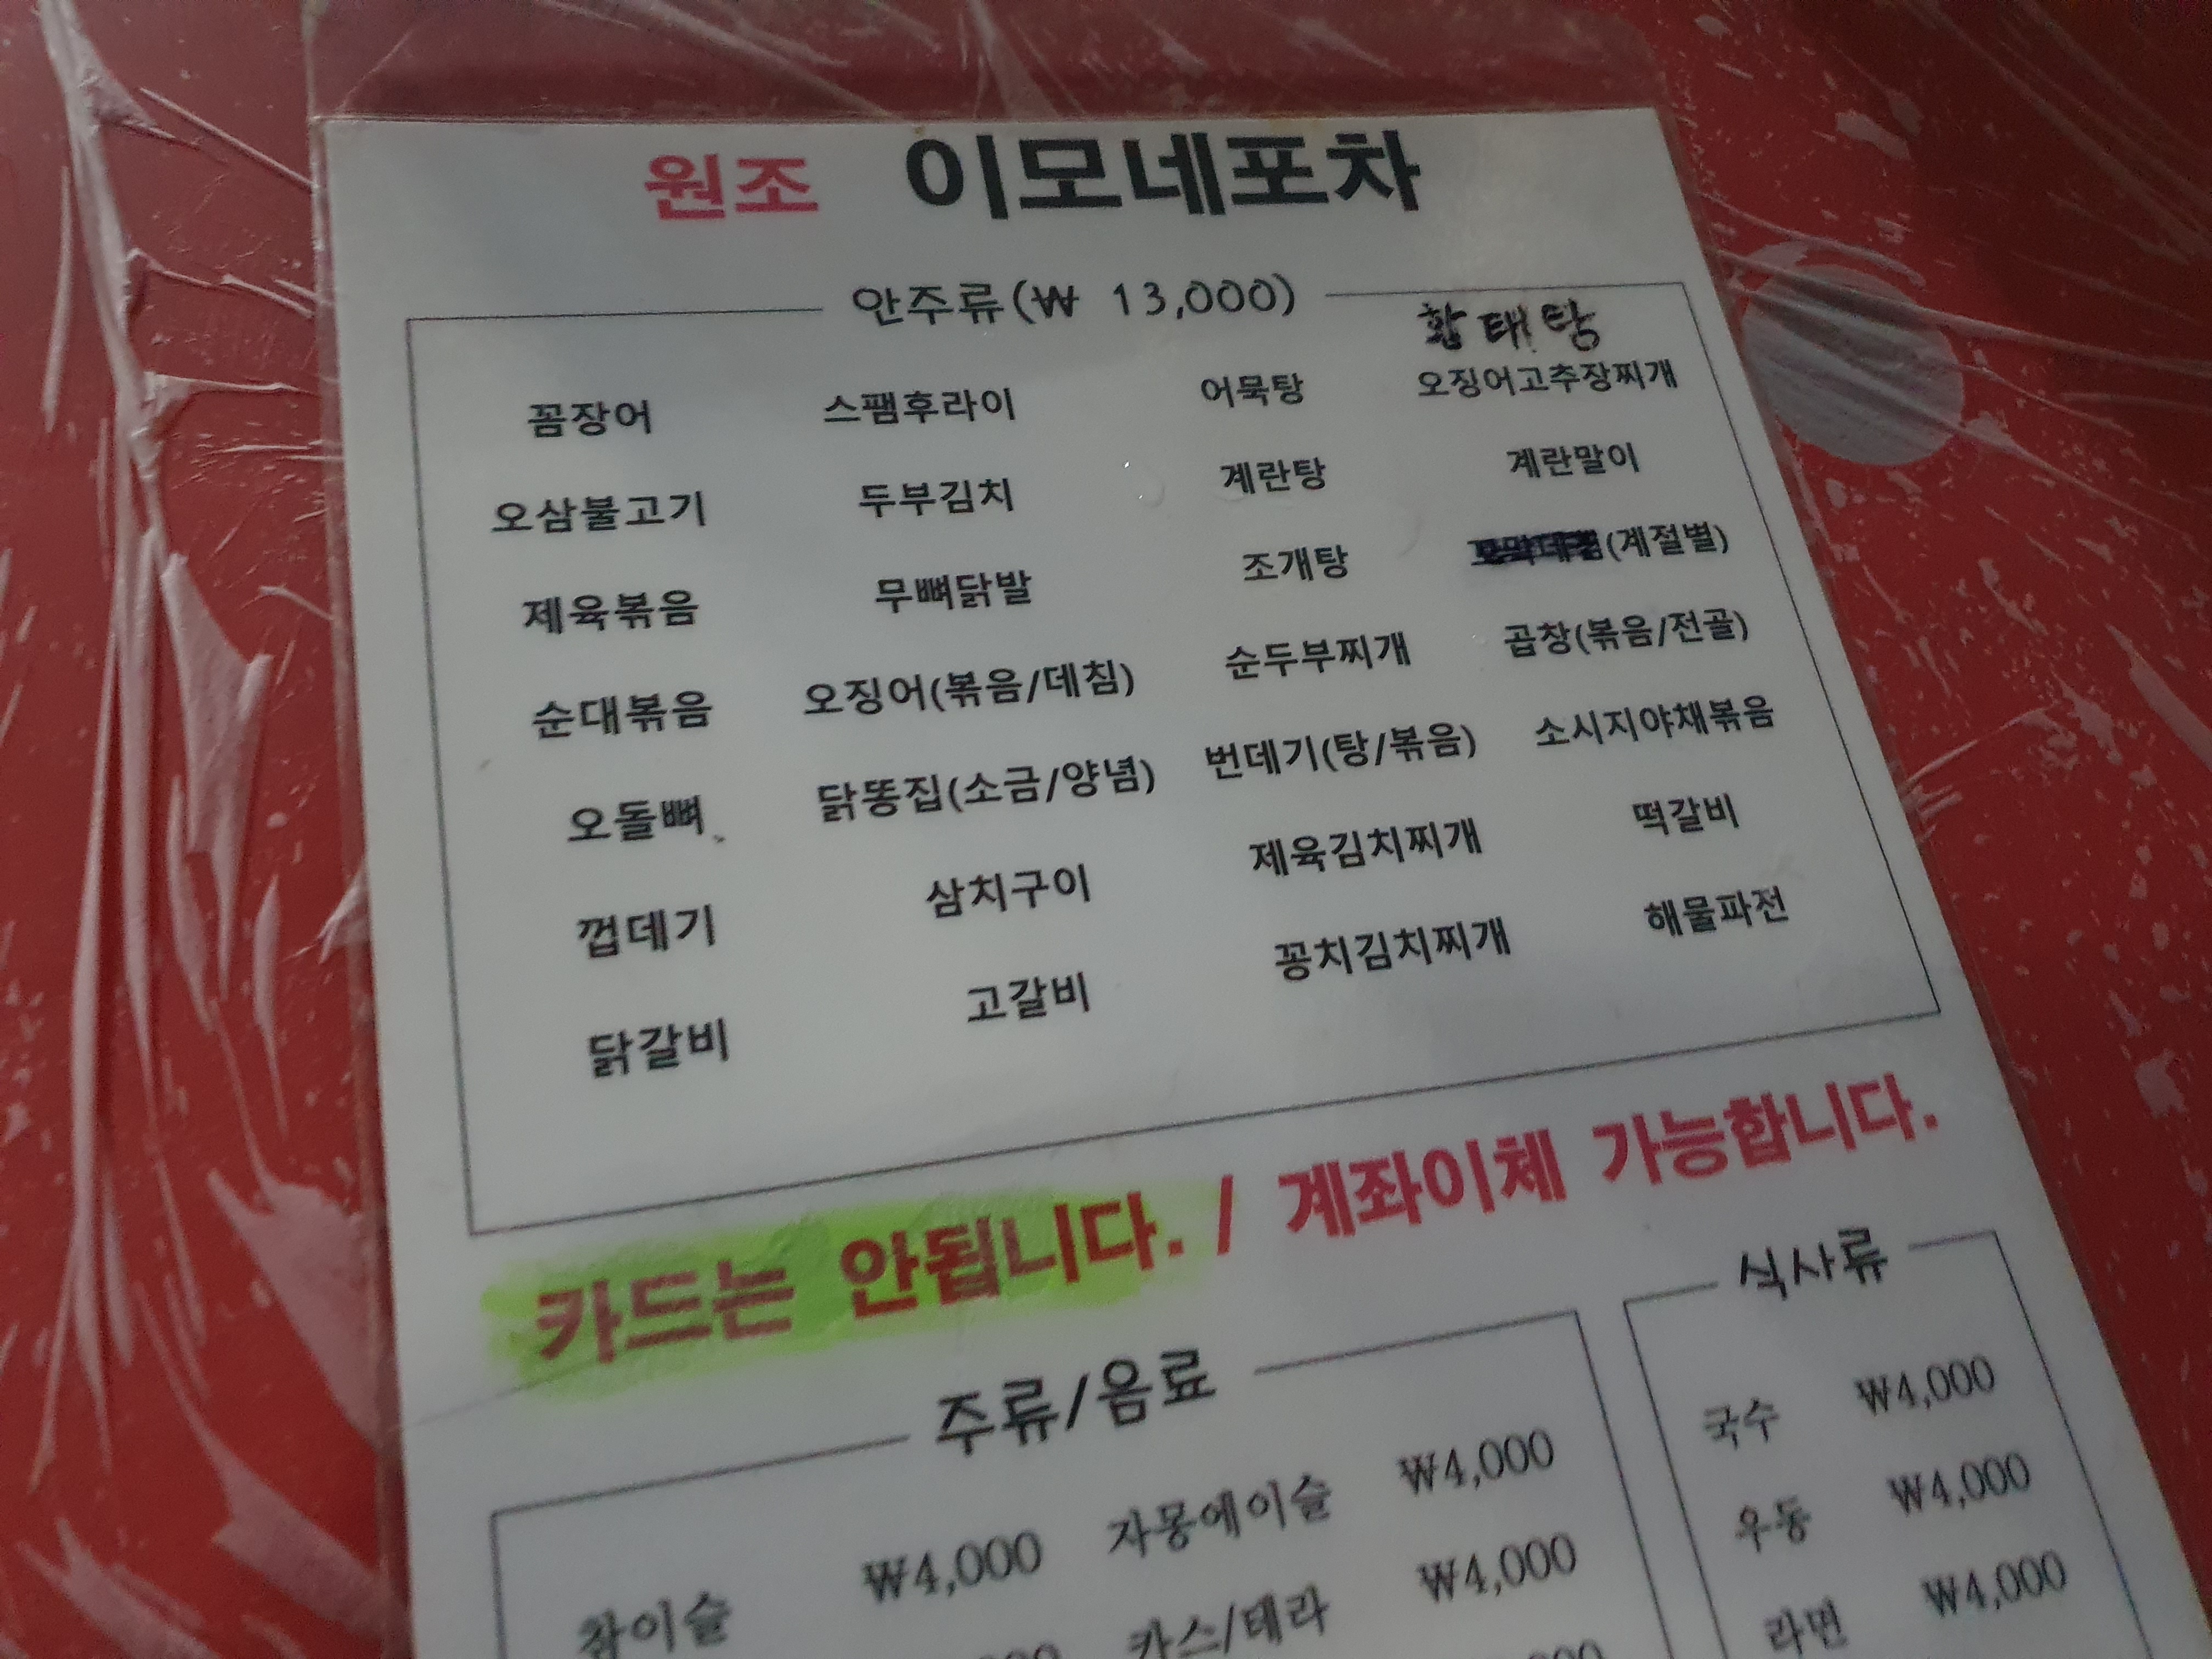 원조 이모네포차
안주류(₩ 13,000)
황태탕
꼼장어 스팸후라이 어묵탕 오징어고추장찌개
오삼불고기 두부김치 계란탕 계란말이
제육볶음 무뼈닭발 조개탕 (계절별)
순대볶음 오징어(볶음/데침) 순두부찌개 곱창(볶음/전골)
오돌뼈 닭똥집(소금/양념) 번데기(탕/볶음) 소시지야채볶음
껍데기 삼치구이 제육김치찌개 떡갈비
닭갈비 고갈비 꽁치김치찌개 해물파전
카드는 안됩니다. / 계좌이체 가능합니다.
주류/음료
참이슬 ₩4,000 자몽에이슬 ₩4,000
카스/테라 ₩4,000
식사류
국수 ₩4,000
우동 ₩4,000
라면 ₩4,000